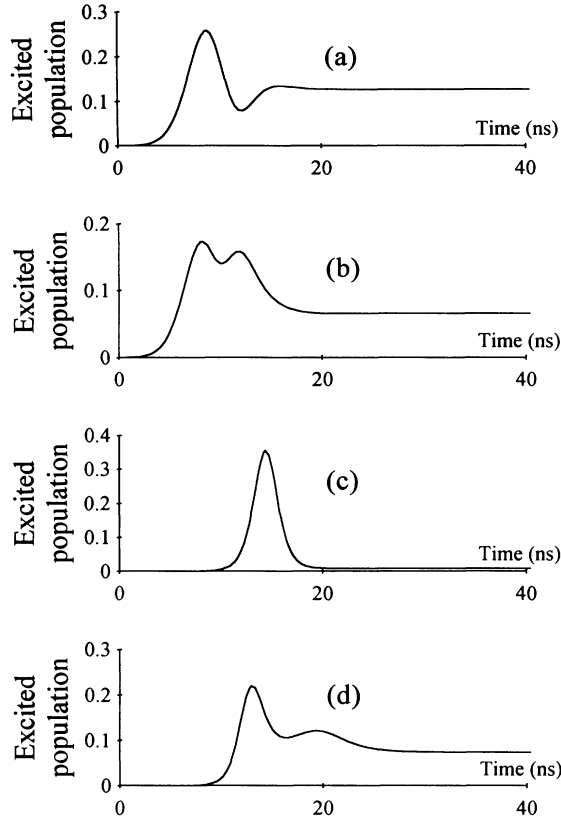 0.3
(a)
0.2
Excited
population
0.1
Time (ns)
0
0
20
40
0.2
(b)
Excited
population
0.1
Time (ns)
0
0
20
40
0.4
0.3
(c)
Excited
population
0.2
0.1
Time (ns)
0
0
20
40
0.3
(d)
0.2
Excited
population
0.1
Time (ns)
0
0
20
40